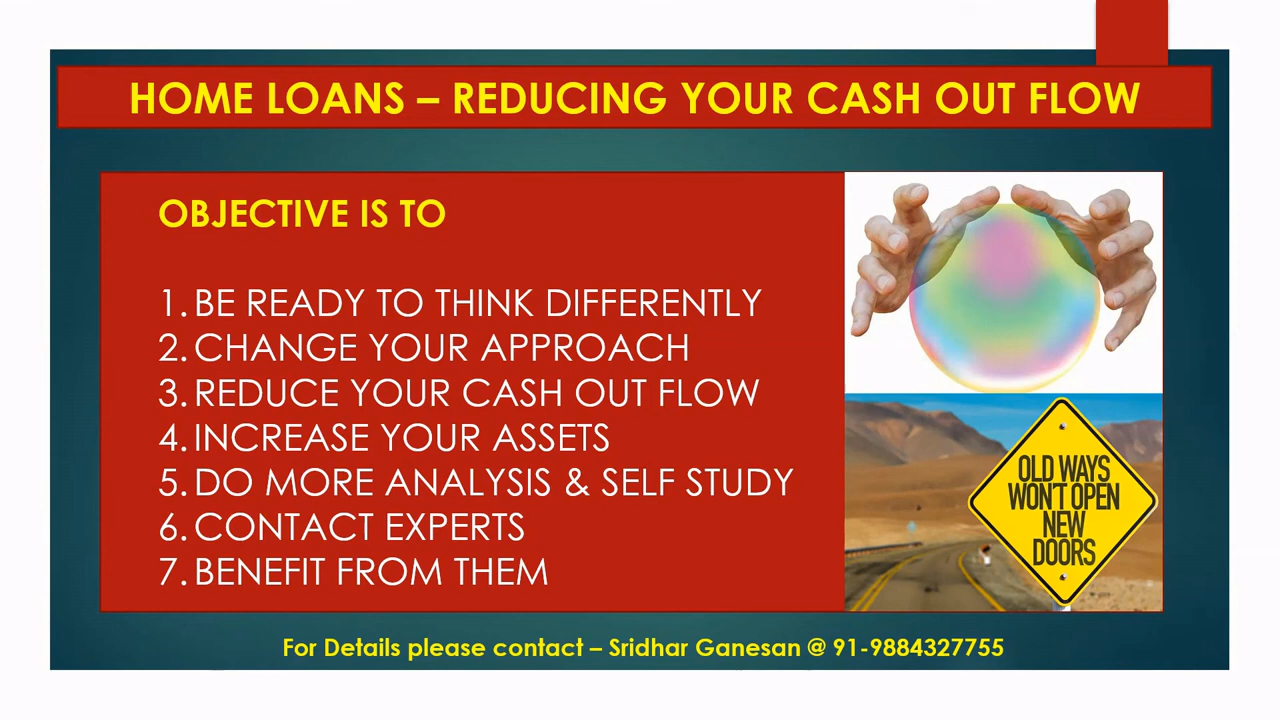 HOME LOANS – REDUCING YOUR CASH OUT FLOW
OBJECTIVE IS TO
1. BE READY TO THINK DIFFERENTLY
2. CHANGE YOUR APPROACH
3. REDUCE YOUR CASH OUT FLOW
4. INCREASE YOUR ASSETS
5. DO MORE ANALYSIS & SELF STUDY
6. CONTACT EXPERTS
7. BENEFIT FROM THEM
OLD WAYS
WON'T OPEN
NEW
DOORS
For Details please contact – Sridhar Ganesan @ 91-9884327755